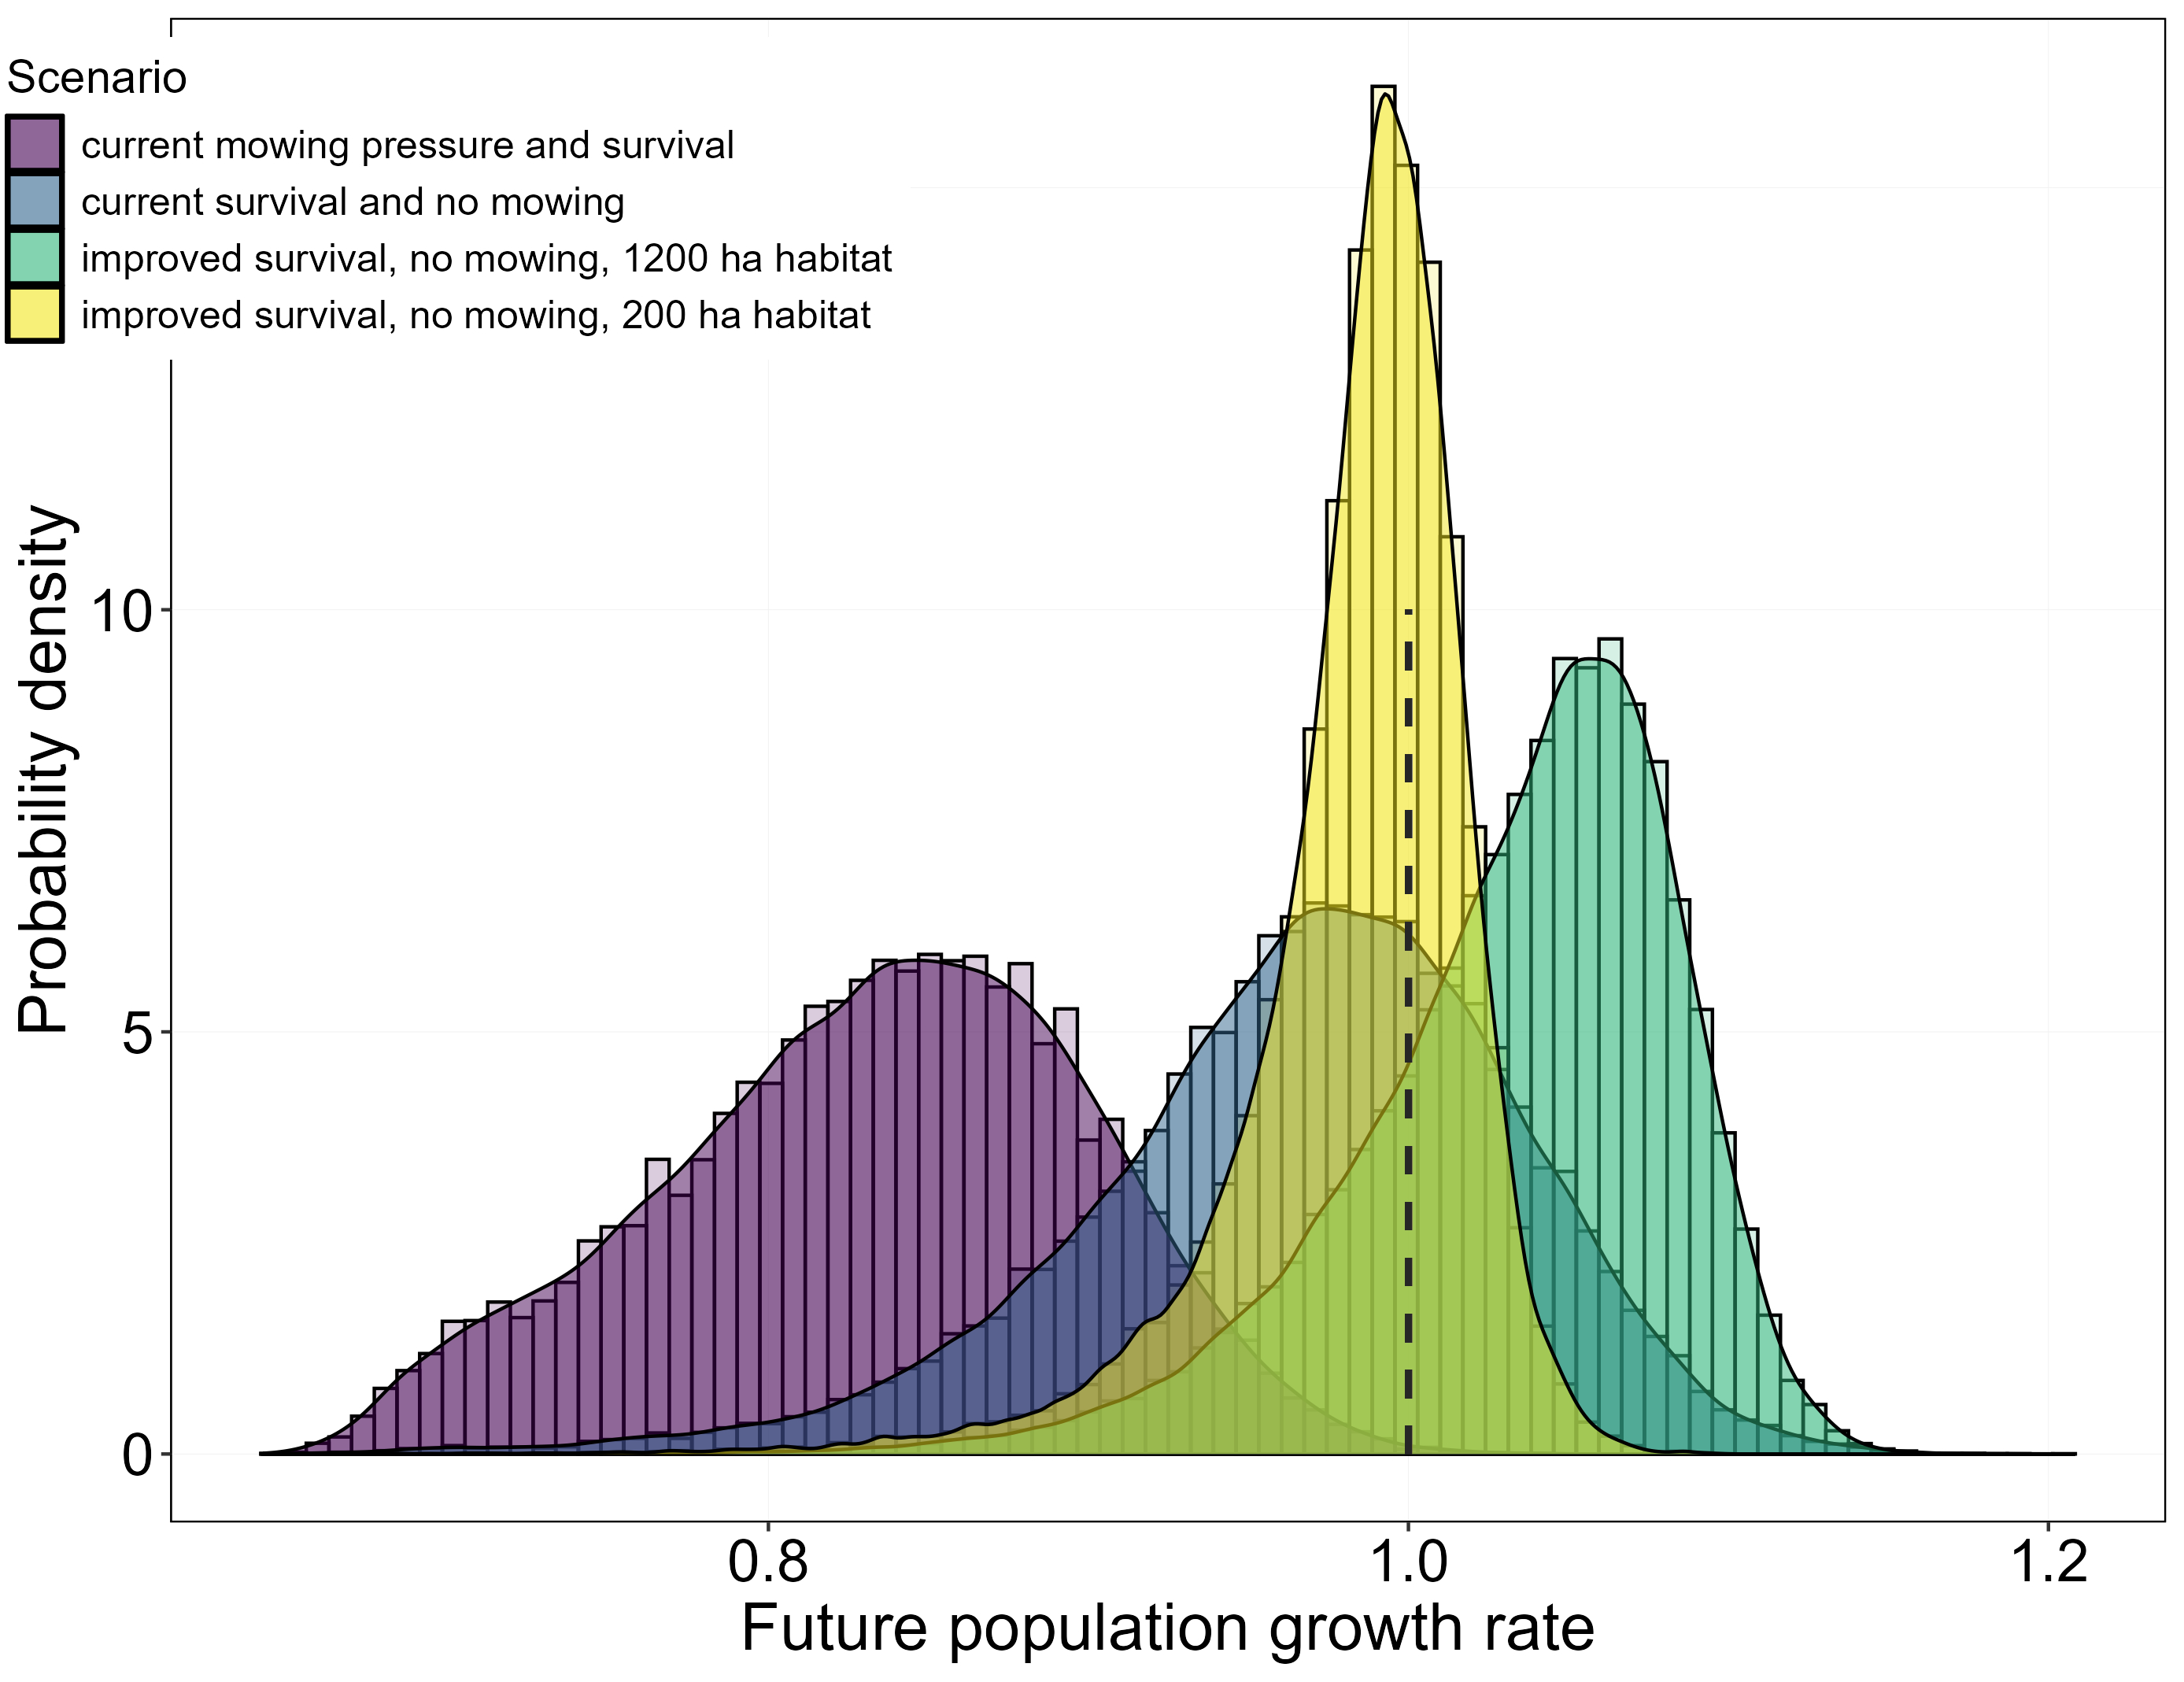 Scenario
current mowing pressure and survival
current survival and no mowing
improved survival, no mowing, 1200 ha habitat
improved survival, no mowing, 200 ha habitat
Probability density
10
5
0
0.8
1.0
1.2
Future population growth rate